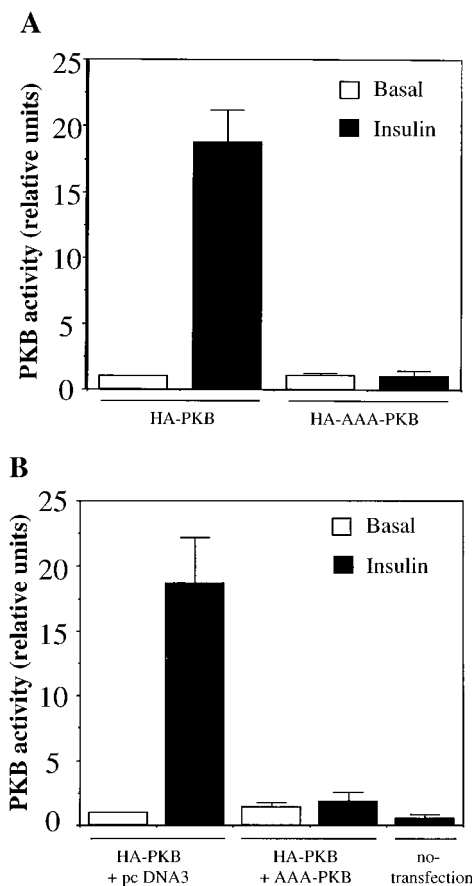 A
PKB activity (relative units)
25
20
15
10
5
0
Basal
Insulin
HA-PKB
HA-AAA-PKB
B
PKB activity (relative units)
25
20
15
10
5
0
Basal
Insulin
HA-PKB
+ pc DNA3
HA-PKB
+ AAA-PKB
no-
transfection